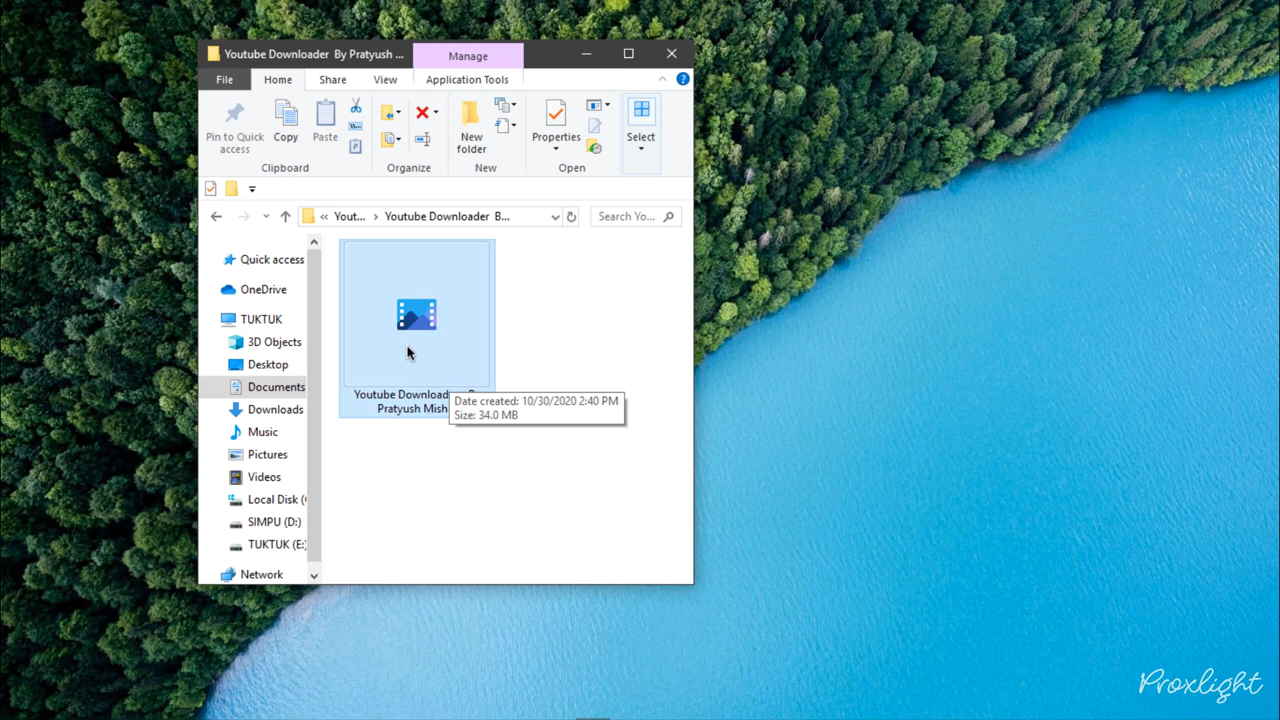 Youtube Downloader By Pratyush ...
Manage
File
Home
Share
View
Application Tools
Pin to Quick access
Copy
Paste
New folder
Properties
Select
Clipboard
Organize
New
Open
« Yout... > Youtube Downloader B...
Search Yo...
Quick access
OneDrive
TUKTUK
3D Objects
Desktop
Documents
Downloads
Music
Pictures
Videos
Local Disk (
SIMPU (D:)
TUKTUK (E:
Network
Youtube Download
Pratyush Mish
Date created: 10/30/2020 2:40 PM
Size: 34.0 MB
Proxlight